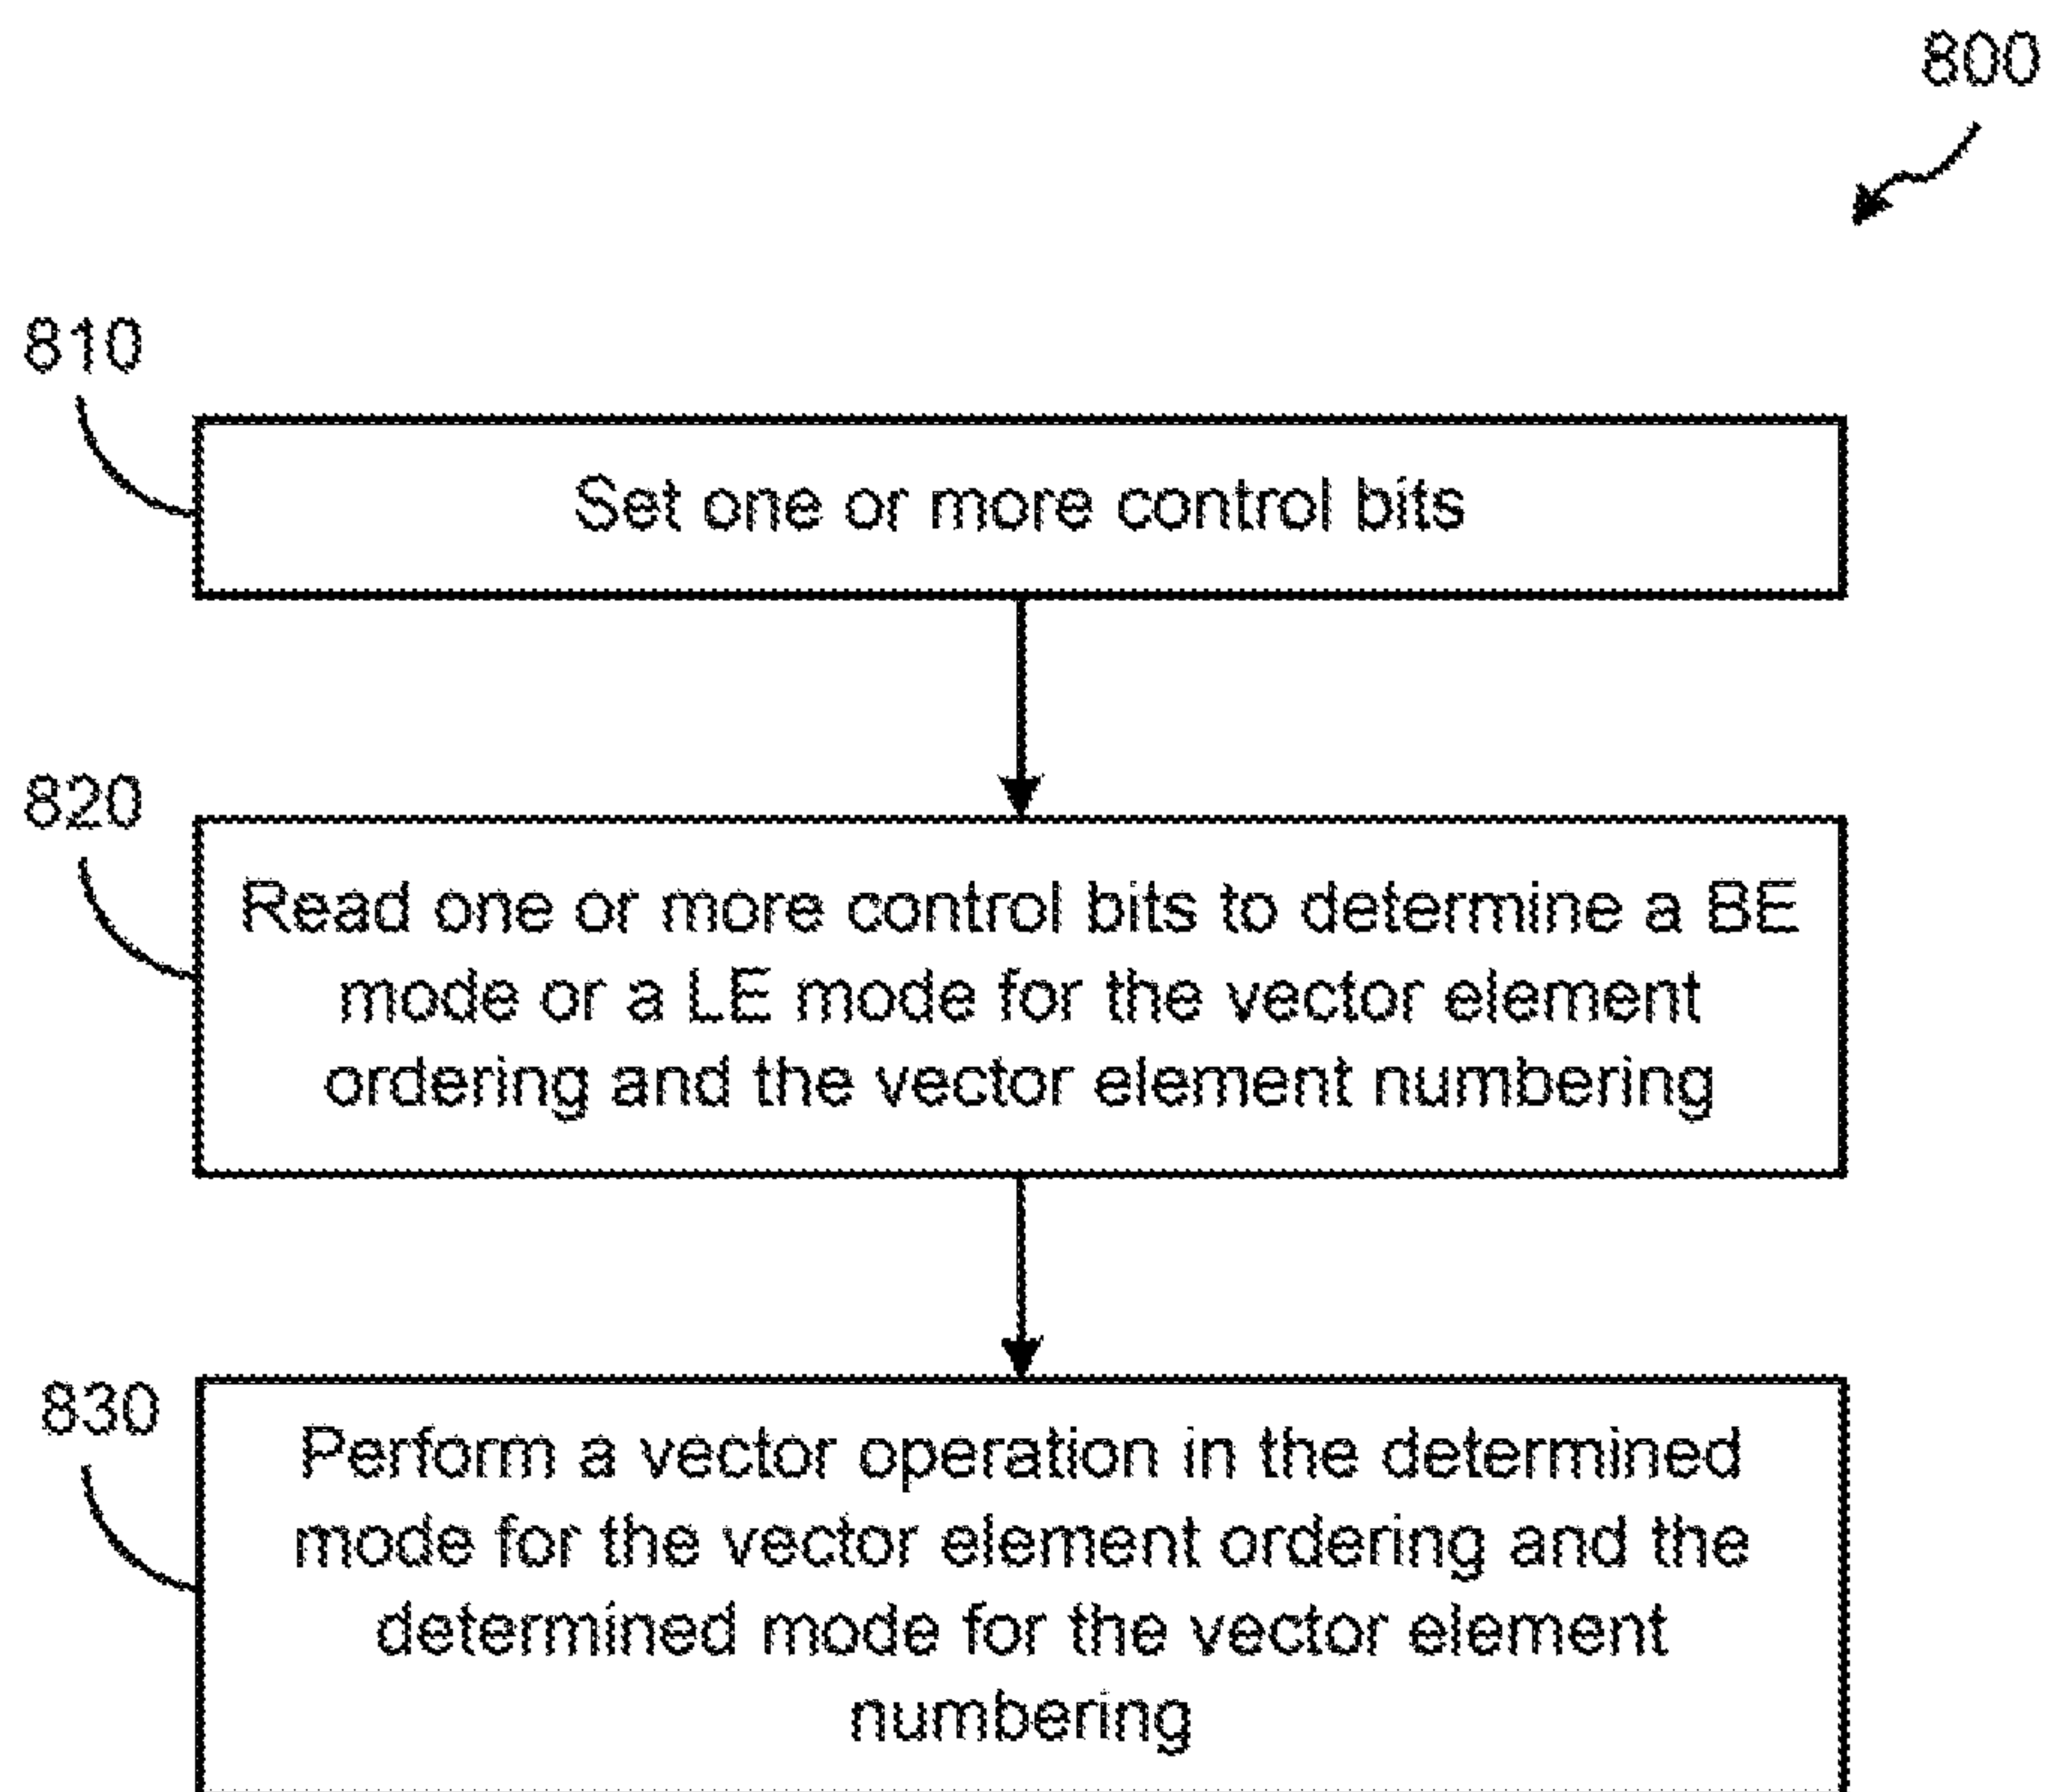 800
810
Set one or more control bits
820
Read one or more control bits to determine a BE
mode or a LE mode for the vector element
ordering and the vector element numbering
830
Perform a vector operation in the determined
mode for the vector element ordering and the
determined mode for the vector element
numbering